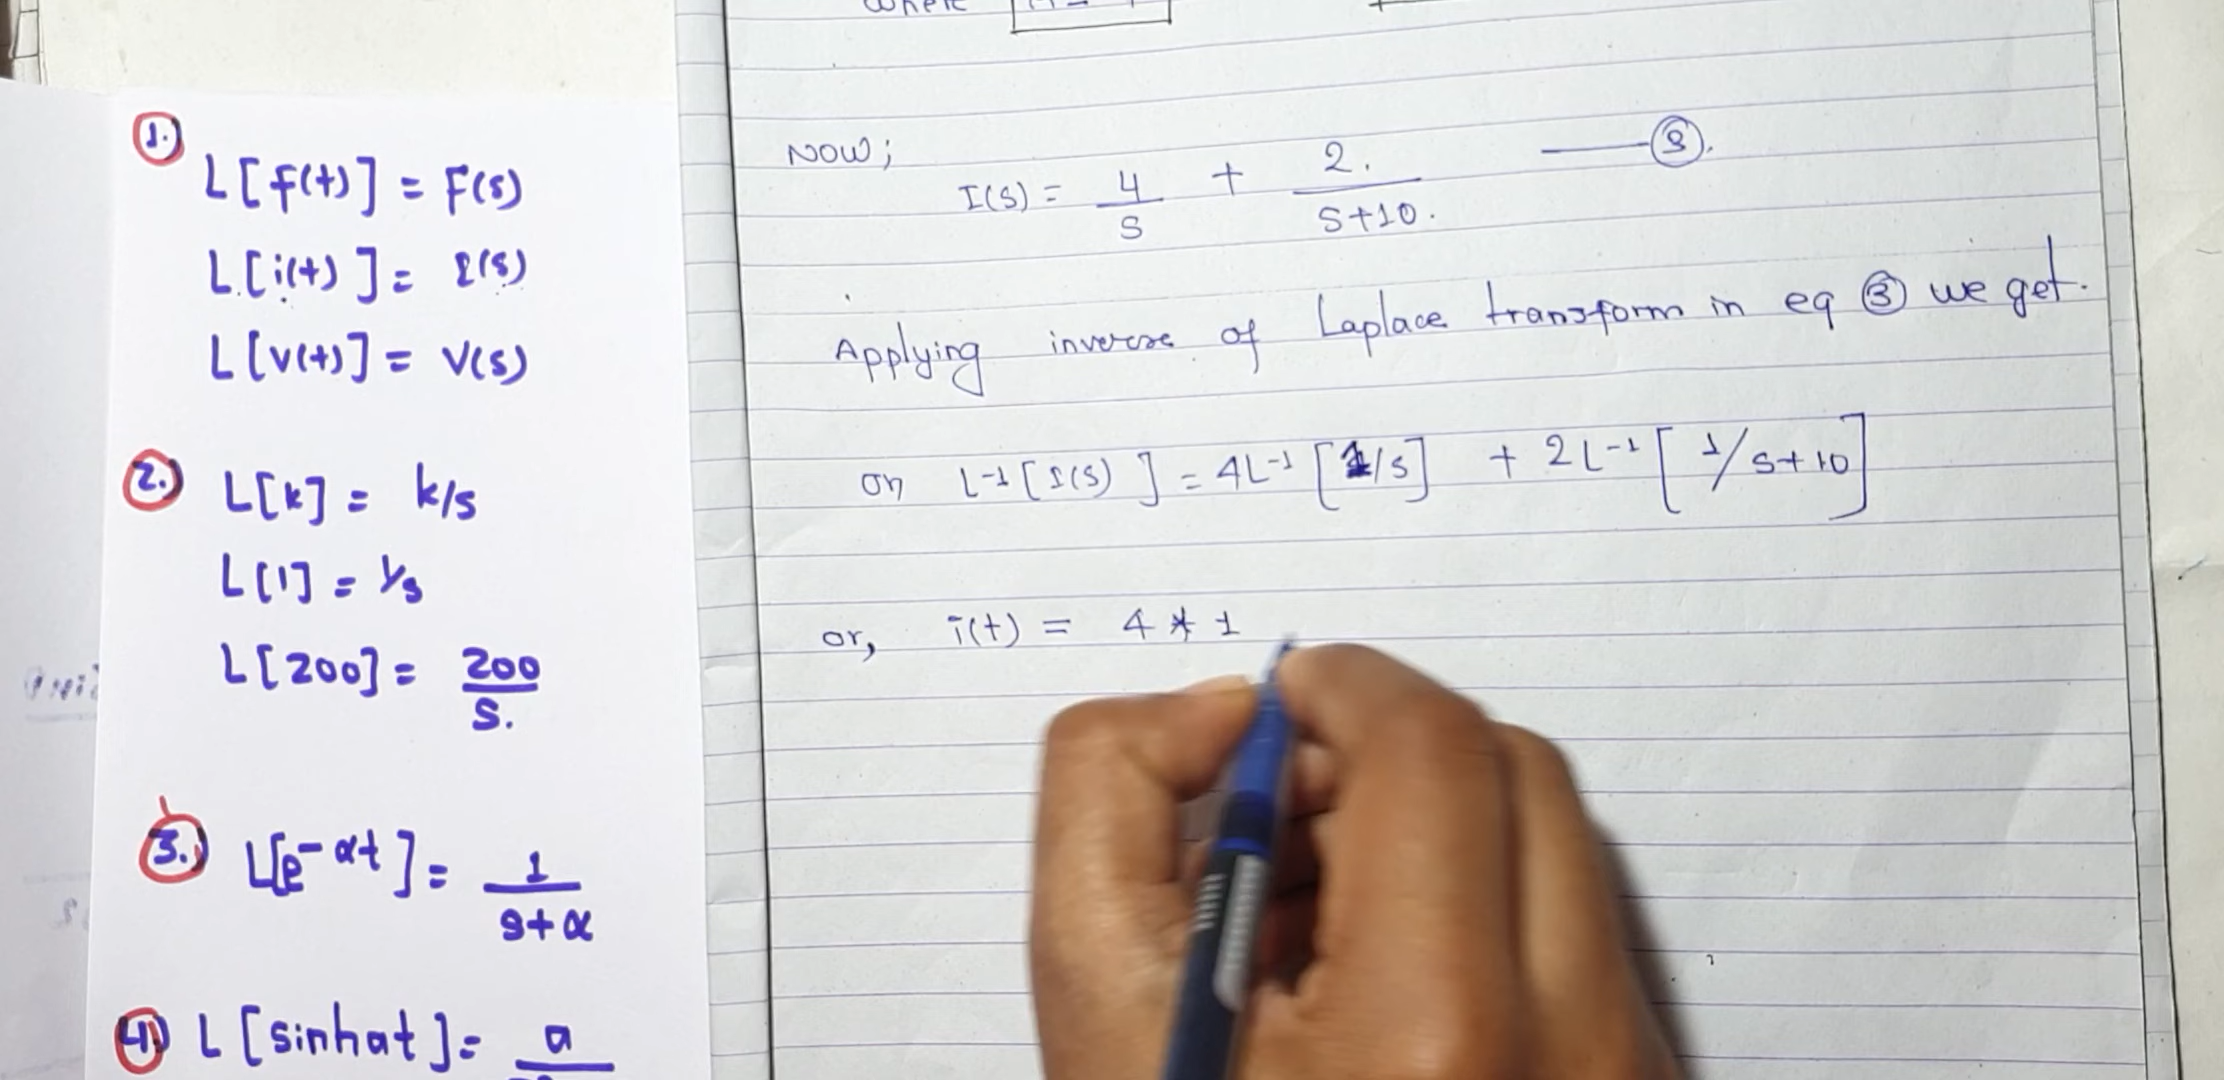 1.)
L[f(t)] = F(s)
L[i(t)] = I(s)
L[v(t)] = V(s)
2.) L[k] = k/s
L[1] = 1/s
L[200] = 200/s.
3.) L[e^-αt] = 1/s+α
4.) L[sinhat] = a
NOW;
I(s) = 4/s + 2./s+10. —— ③.
Applying inverse of Laplace transform in eq ③ we get.
or L-1[I(s)] = 4L-1[1/s] + 2L-1[1/s+10]
or, i(t) = 4 * 1